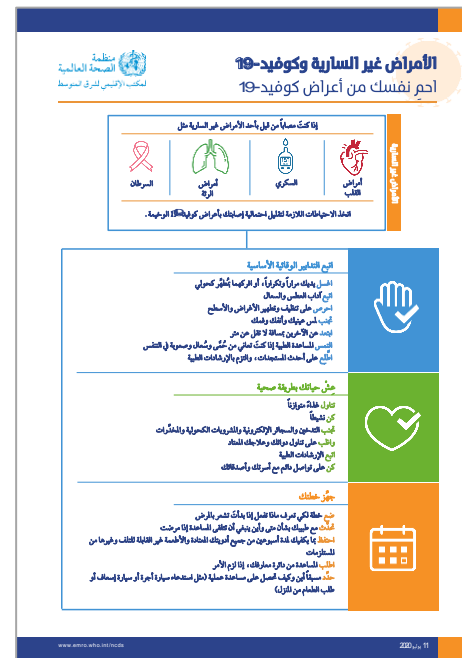 منظمة
الصحة العالمية
المكتب الإقليمي لشرق المتوسط
الأمراض غير السارية وكوفيد-19
احمِ نفسك من أعراض كوفيد-19
الأمراض غير السارية
إذا كنتَ مصاباً من قبل بأحد الأمراض غير السارية مثل
أمراض القلب
السكري
أمراض الرئة
السرطان
اتخذ الاحتياطات اللازمة لتقليل احتمالية إصابتك بأعراض كوفيد-19 الوخيمة.
اتبع التدابير الوقائية الأساسية
اغسل يديك مراراً وتكراراً، أو افركهما بمُطهِّر كحولي
اتبع آداب العطس والسعال
احرص على تنظيف وتطهير الأغراض والأسطح
تجنب لمس عينيك وأنفك وفمك
ابتعد عن الآخرين بمسافة لا تقل عن متر
التمس المساعدة الطبية إذا كنتَ تعاني من حُمَّى وسُعال وصعوبة في التنفس
اطَّلع على أحدث المستجدات، والتزم بالإرشادات الطبية
عِشْ حياتك بطريقة صحية
تناول غذاءً متوازناً
كن نشيطاً
تجنب التدخين والسجائر الإلكترونية والمشروبات الكحولية والمخدِّرات
واظب على تناول دوائك وعلاجك المعتاد
اتبع الإرشادات الطبية
كن على تواصل دائم مع أسرتك وأصدقائك
جهِّز خطتك
ضع خطة لكي تعرف ماذا تفعل إذا بدأتَ تشعر بالمرض
تحدَّث مع طبيبك بشأن متى وأين ينبغي أن تتلقى المساعدة إذا مرضت
احتفظ بما يكفيك لمدة أسبوعين من جميع أدويتك المعتادة والأطعمة غير القابلة للتلف وغيرها من
المستلزمات
اطلب المساعدة من دائرة معارفك، إذا لزم الأمر
حدِّد مسبقاً أين وكيف تحصل على مساعدة عملية (مثل استدعاء سيارة أجرة أو سيارة إسعاف أو
طلب الطعام من المنزل)
www.emro.who.int/ncds
11 يونيو 2020